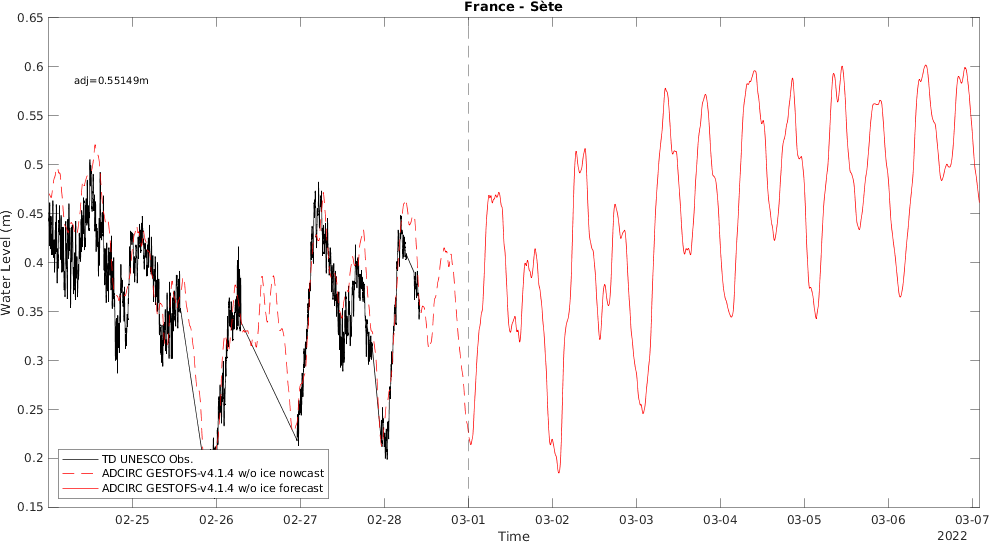 France - Sète
0.65
0.6
0.55
0.5
0.45
0.4
0.35
0.3
0.25
0.2
0.15
Water Level (m)
adj=0.55149m
TD UNESCO Obs.
ADCIRC GESTOFS-v4.1.4 w/o ice nowcast
ADCIRC GESTOFS-v4.1.4 w/o ice forecast
02-25 02-26 02-27 02-28 03-01 03-02 03-03 03-04 03-05 03-06 03-07
Time
2022